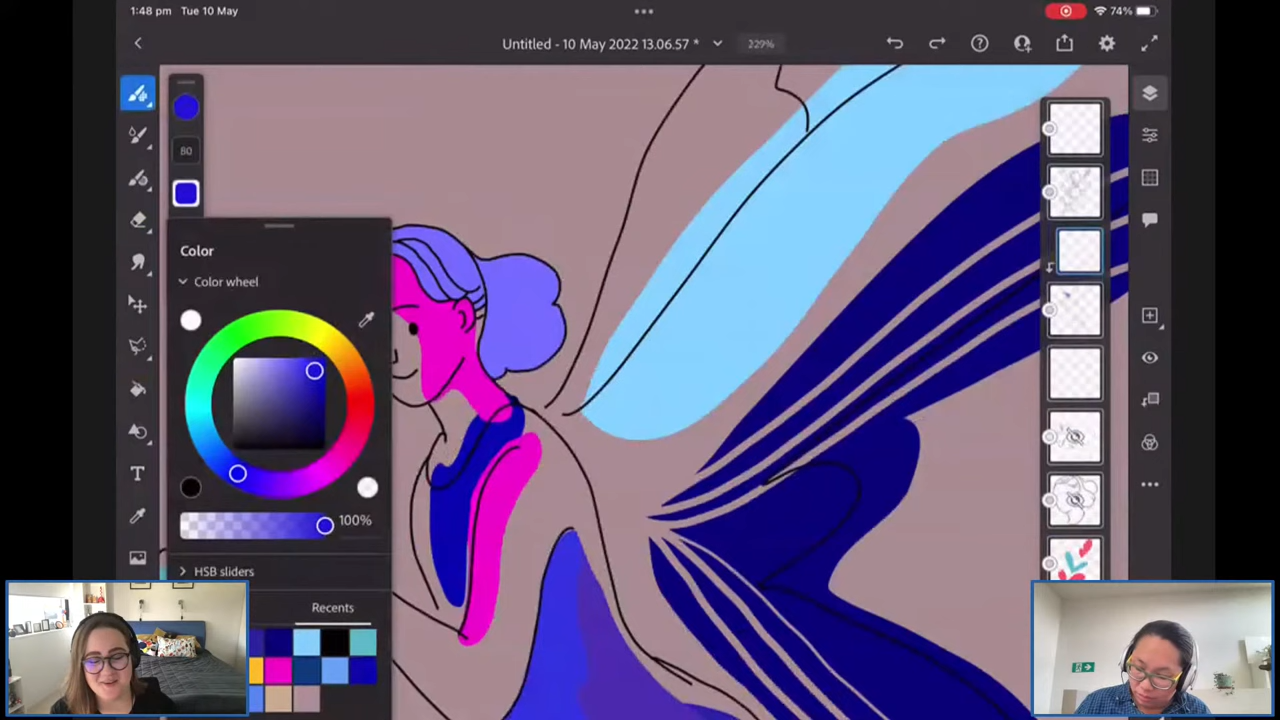 1:48 pm Tue 10 May
74%
Untitled - 10 May 2022 13.06.57 *
229%
80
Color
Color wheel
100%
HSB sliders
Recents